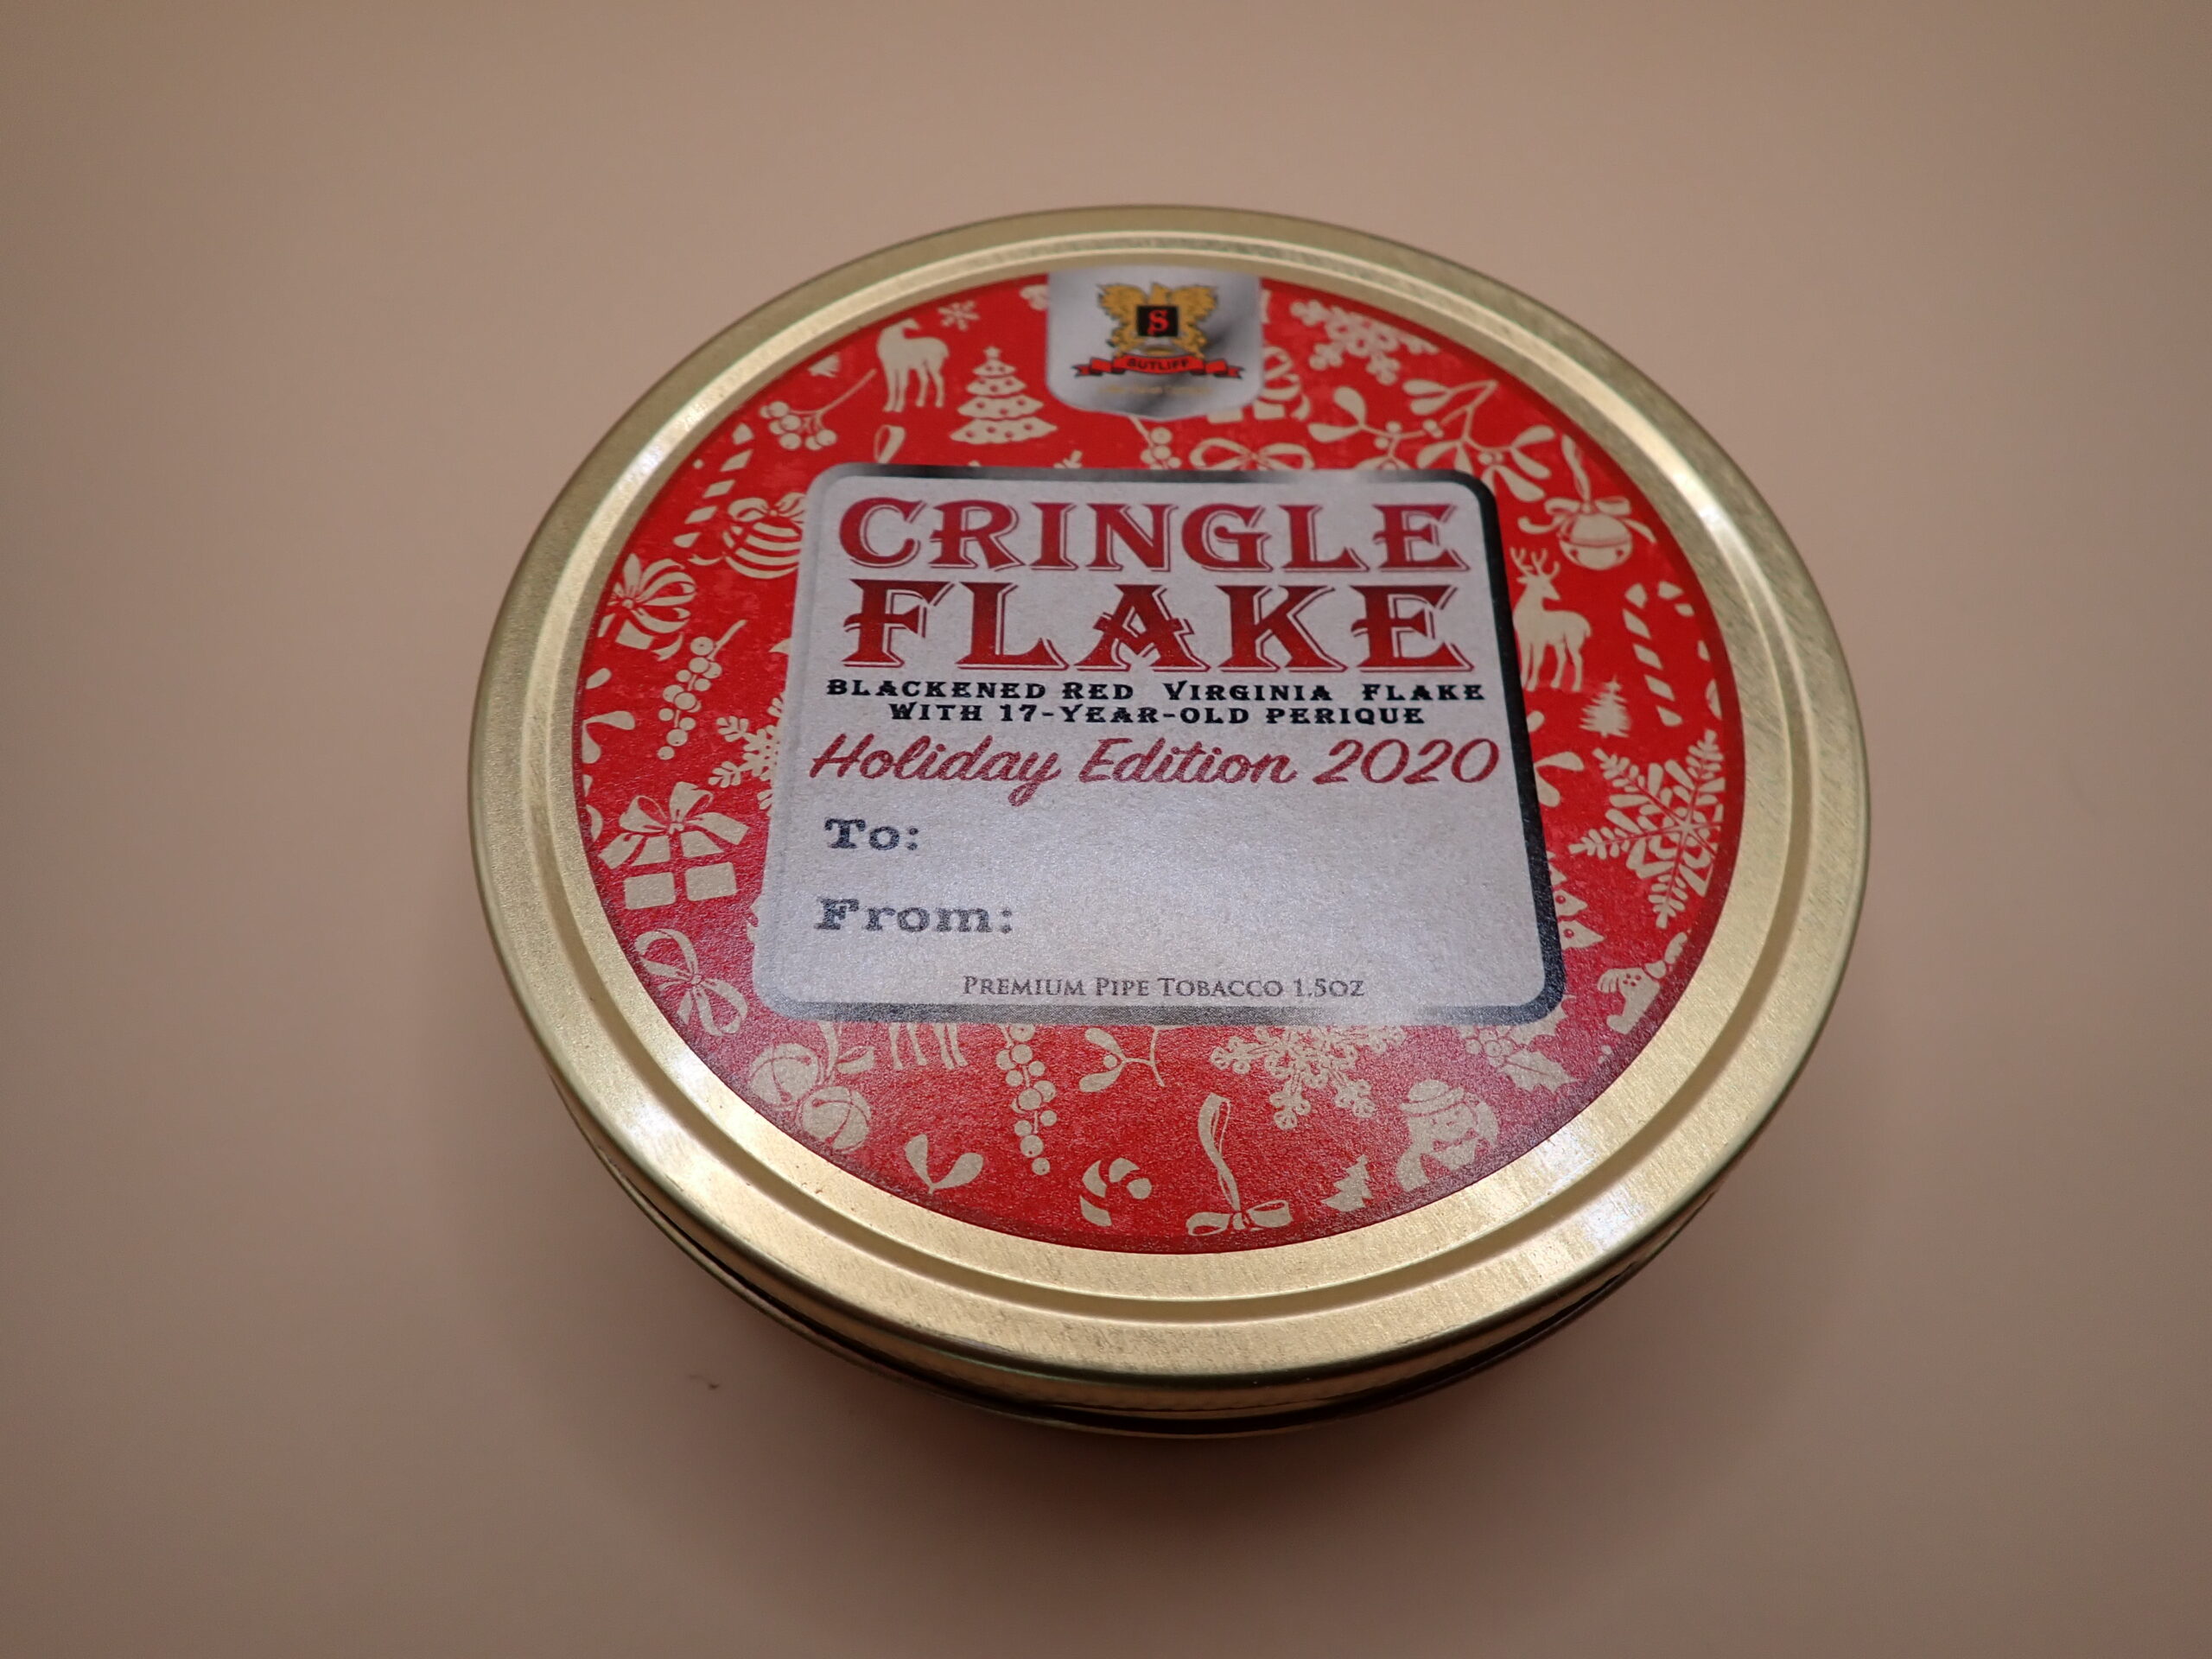 S
SUTLIFF
CRINGLE
FLAKE
BLACKENED RED VIRGINIA FLAKE
WITH 17-YEAR-OLD PERIQUE
Holiday Edition 2020
To:
From:
PREMIUM PIPE TOBACCO 1.5OZ